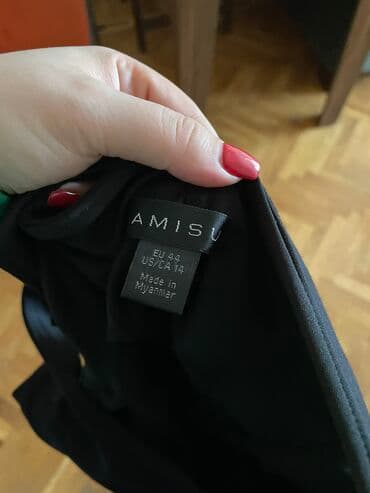 AMISU
EU 44
US/CA 14
Made in
Myanmar